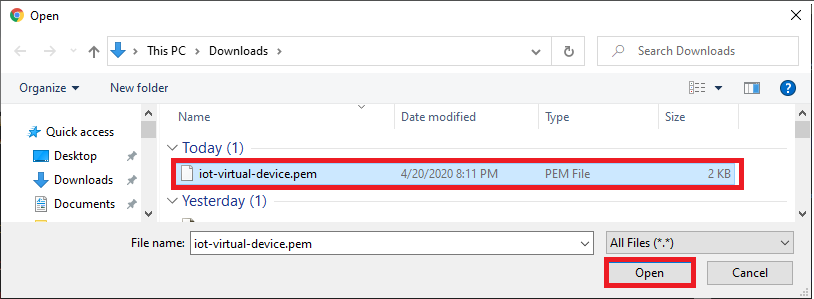 Open
This PC > Downloads >
Search Downloads
Organize New folder
?
Name Date modified Type Size
Quick access
Desktop
Downloads
Documents
Today (1)
iot-virtual-device.pem 4/20/2020 8:11 PM PEM File 2 KB
Yesterday (1)
File name: iot-virtual-device.pem All Files (*.*)
Open Cancel